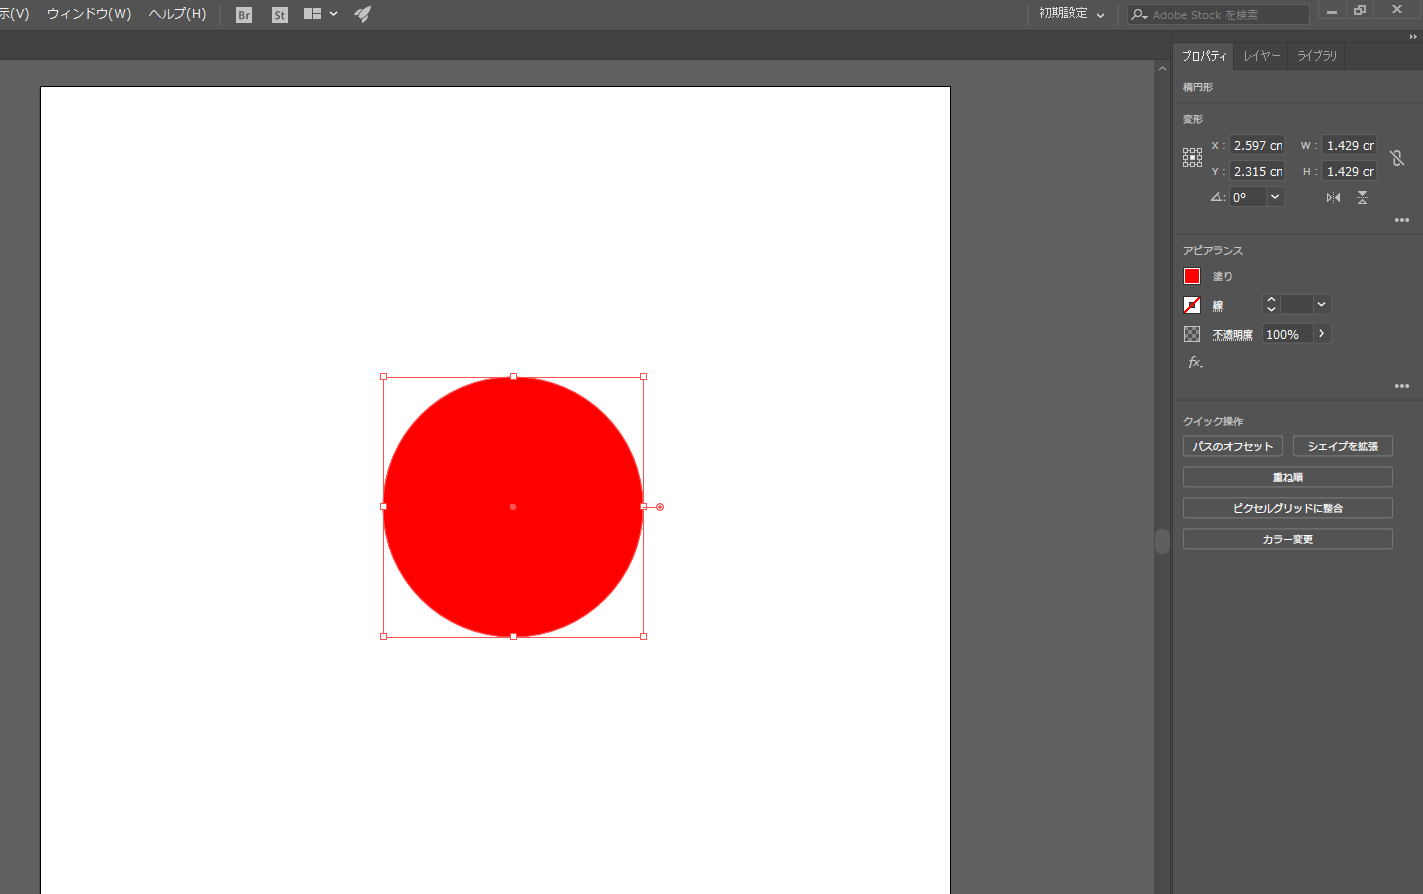 示(V) ウィンドウ(W) ヘルプ(H) Br St 初期設定 Adobe Stock を検索
プロパティ レイヤー ライブラリ
楕円形
変形
X : 2.597 cm W : 1.429 cr
Y : 2.315 cm H : 1.429 cr
: 0°
アピアランス
塗り
線
不透明度 100%
fx.
クイック操作
パスのオフセット シェイプを拡張
重ね順
ピクセルグリッドに整合
カラー変更